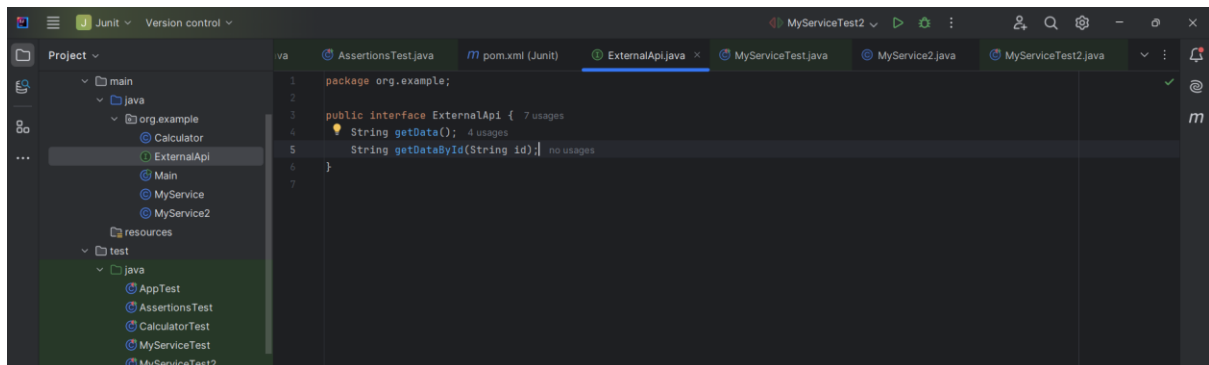 J Junit Version control MyServiceTest2
Project
va AssertionsTest.java m pom.xml (Junit) ExternalApi.java × MyServiceTest.java MyService2.java MyServiceTest2.java
main
java
org.example
Calculator
ExternalApi
Main
MyService
MyService2
resources
test
java
AppTest
AssertionsTest
CalculatorTest
MyServiceTest
MyServiceTest2
1 package org.example;
2
3 public interface ExternalApi { 7 usages
4 String getData(); 4 usages
5 String getDataById(String id); no usages
6 }
7
m